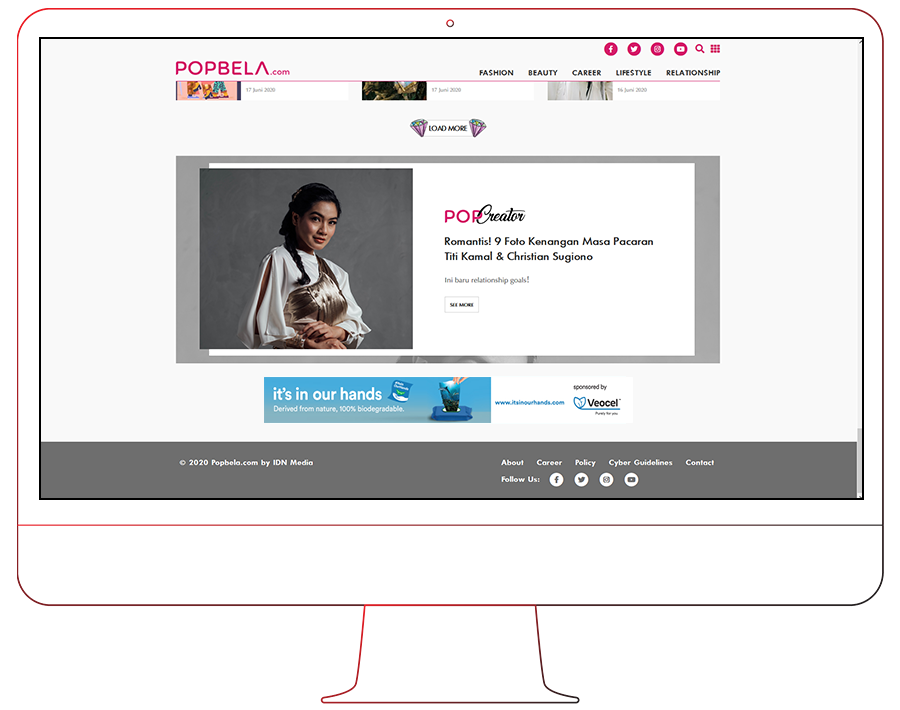 POPBELA.com
FASHION BEAUTY CAREER LIFESTYLE RELATIONSHIP
17 Juni 2020 17 Juni 2020 16 Juni 2020
LOAD MORE
POPCreator
Romantis! 9 Foto Kenangan Masa Pacaran
Titi Kamal & Christian Sugiono
Ini baru relationship goals!
SEE MORE
it's in our hands
Derived from nature, 100% biodegradable.
www.itsinourhands.com
sponsored by
Veocel™
Purely for you
© 2020 Popbela.com by IDN Media
About Career Policy Cyber Guidelines Contact
Follow Us: